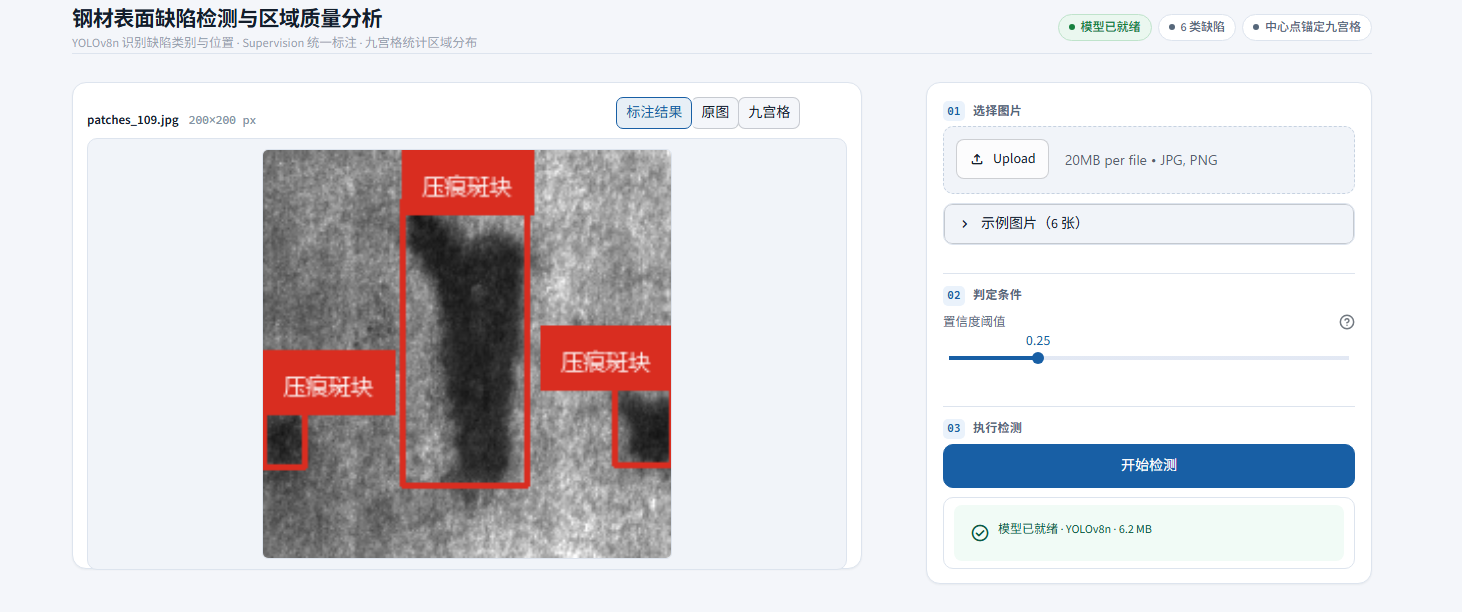 钢材表面缺陷检测与区域质量分析
YOLOv8n 识别缺陷类别与位置 · Supervision 统一标注 · 九宫格统计区域分布
模型已就绪
6 类缺陷
中心点锚定九宫格
patches_109.jpg 200×200 px
标注结果
原图
九宫格
压痕斑块
压痕斑块
压痕斑块
01 选择图片
Upload
20MB per file • JPG, PNG
示例图片（6 张）
02 判定条件
置信度阈值
0.25
03 执行检测
开始检测
模型已就绪 · YOLOv8n · 6.2 MB